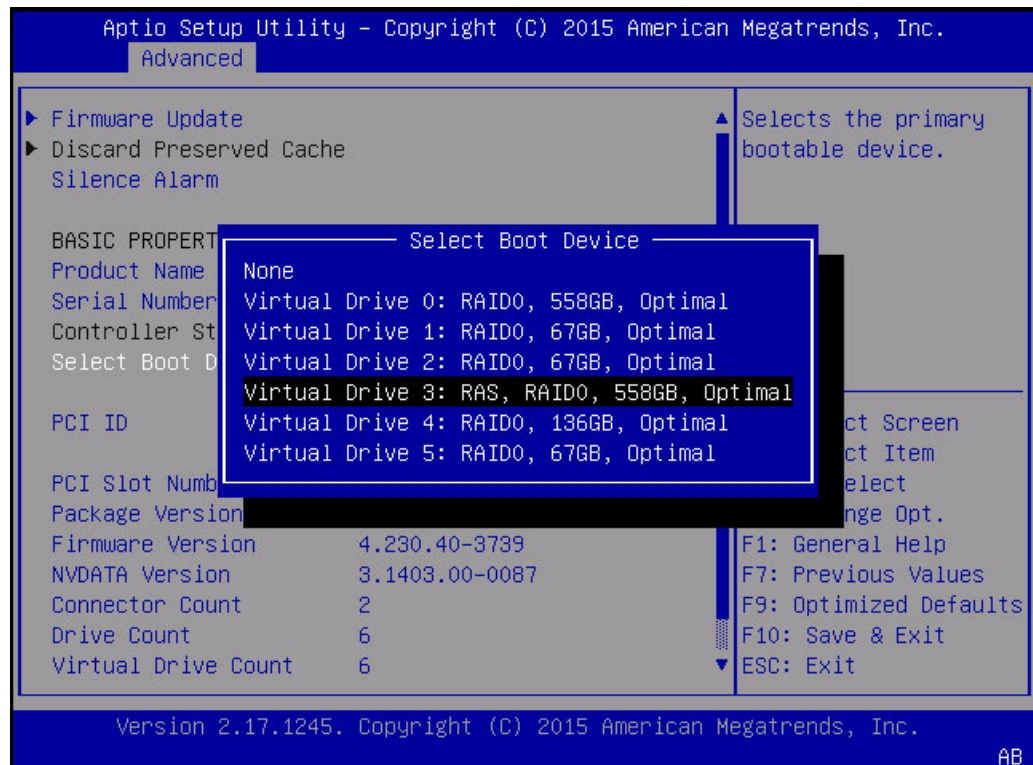 Aptio Setup Utility – Copyright (C) 2015 American Megatrends, Inc.
Advanced
Firmware Update
Discard Preserved Cache
Silence Alarm
BASIC PROPERT
Product Name
Serial Number
Controller St
Select Boot D
PCI ID
PCI Slot Numb
Package Version
Firmware Version 4.230.40-3739
NVDATA Version 3.1403.00-0087
Connector Count 2
Drive Count 6
Virtual Drive Count 6
Select Boot Device
None
Virtual Drive 0: RAID0, 558GB, Optimal
Virtual Drive 1: RAID0, 67GB, Optimal
Virtual Drive 2: RAID0, 67GB, Optimal
Virtual Drive 3: RAS, RAID0, 558GB, Optimal
Virtual Drive 4: RAID0, 136GB, Optimal
Virtual Drive 5: RAID0, 67GB, Optimal
Selects the primary
bootable device.
ct Screen
ct Item
elect
nge Opt.
F1: General Help
F7: Previous Values
F9: Optimized Defaults
F10: Save & Exit
ESC: Exit
Version 2.17.1245. Copyright (C) 2015 American Megatrends, Inc.
AB